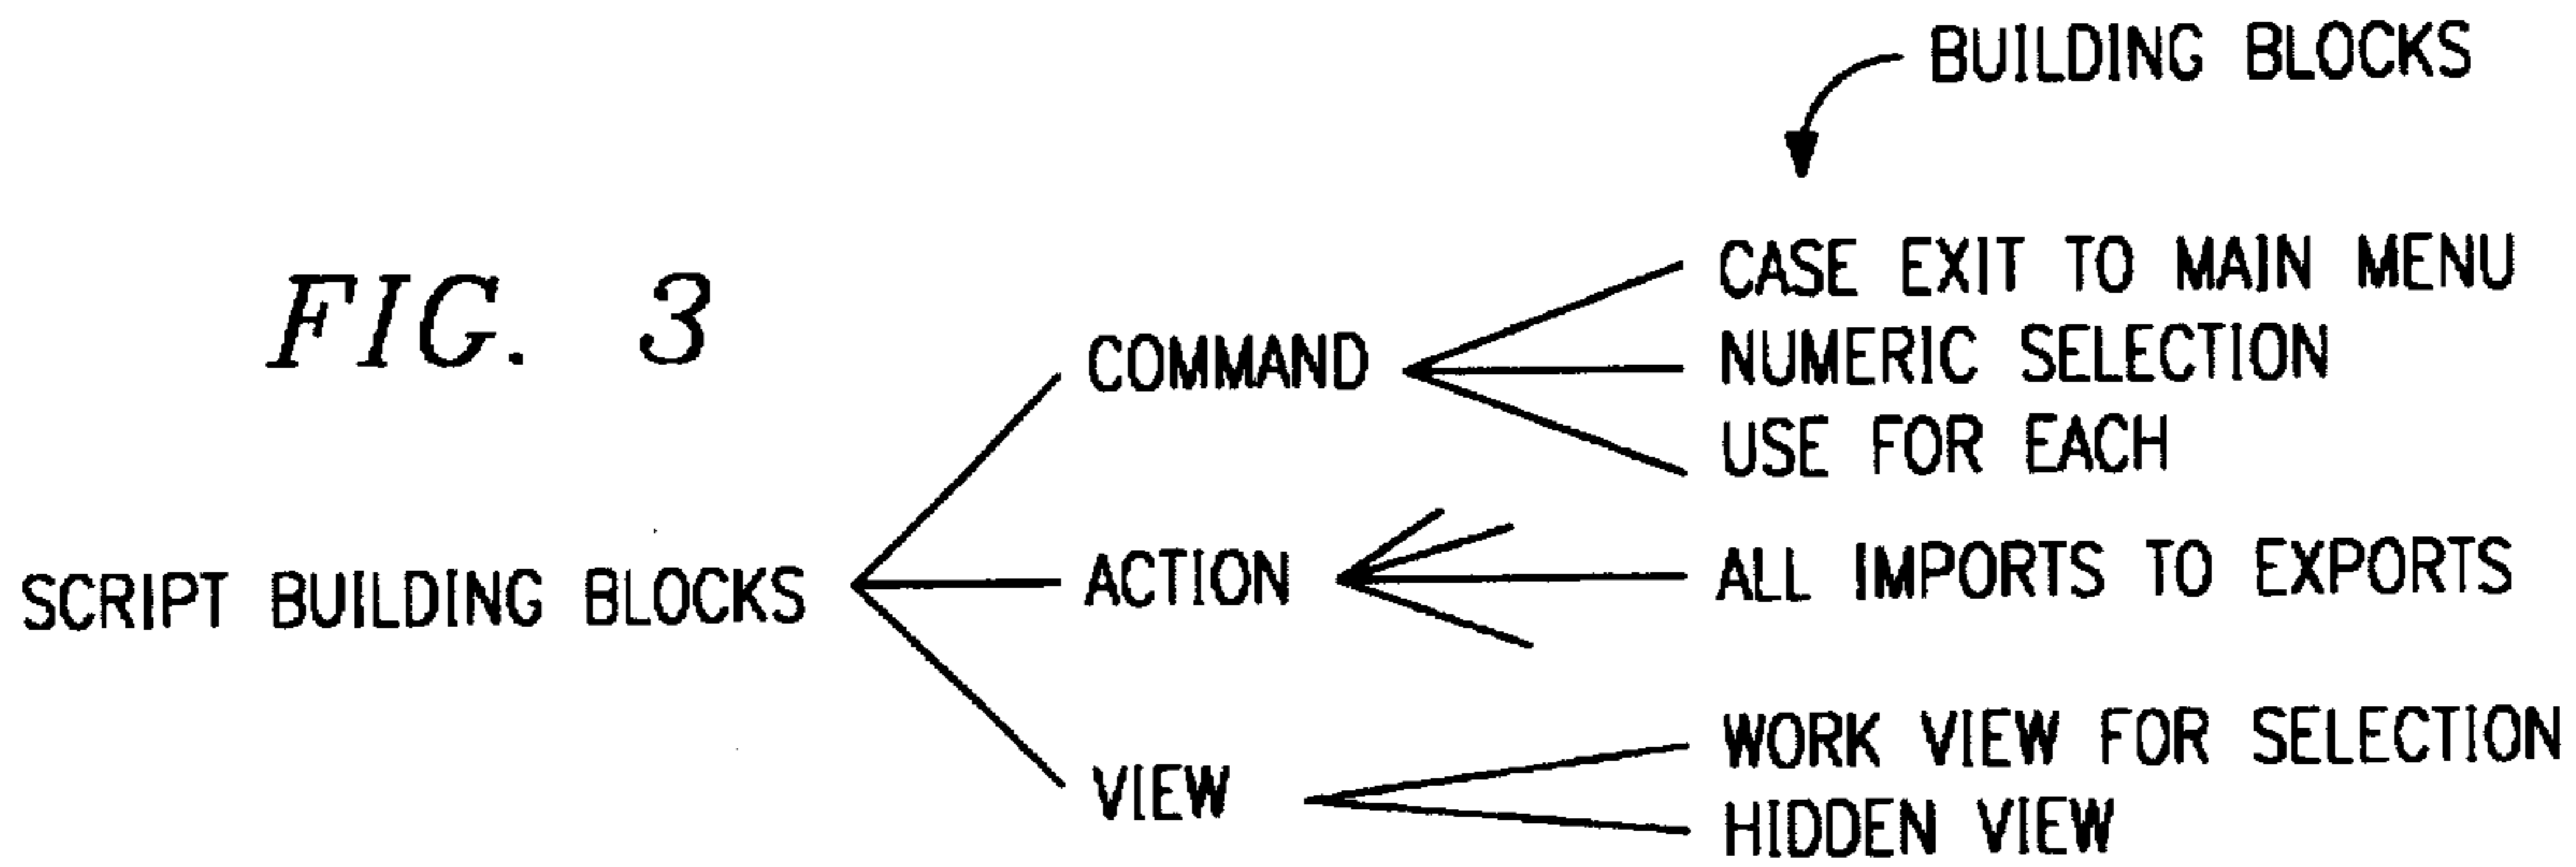 BUILDING BLOCKS
FIG. 3
CASE EXIT TO MAIN MENU
COMMAND
NUMERIC SELECTION
USE FOR EACH
SCRIPT BUILDING BLOCKS
ACTION
ALL IMPORTS TO EXPORTS
VIEW
WORK VIEW FOR SELECTION
HIDDEN VIEW